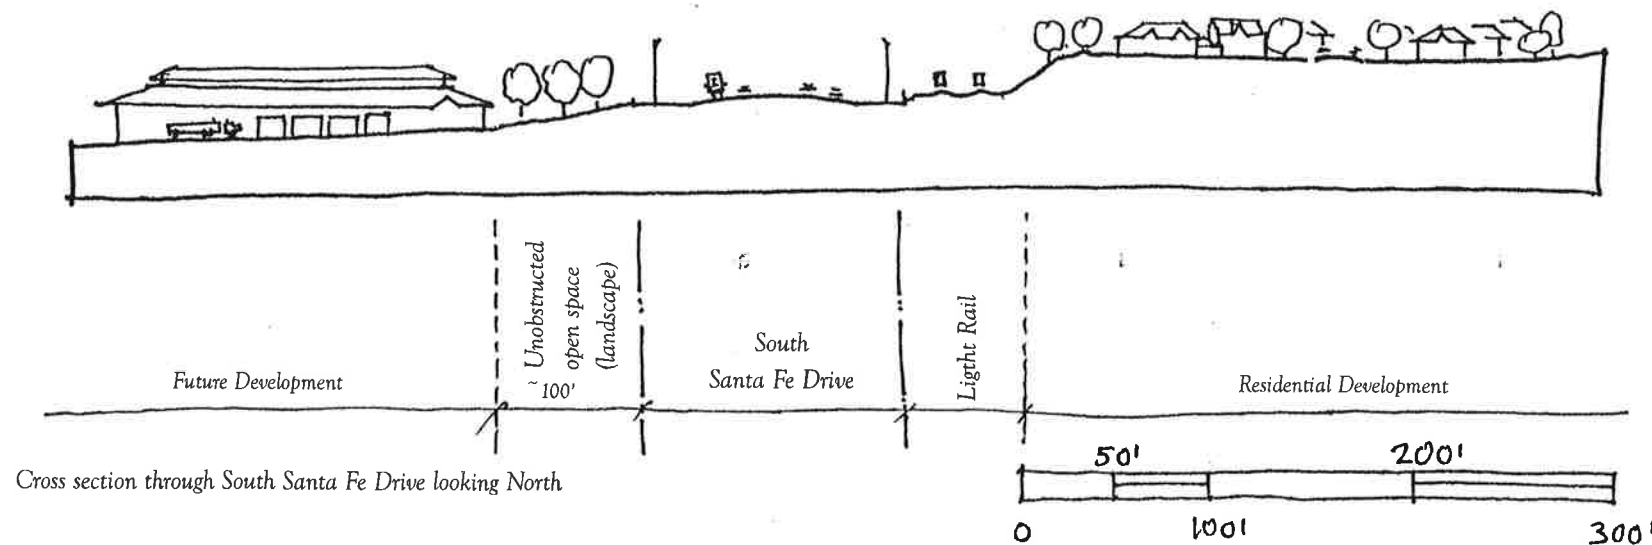 Future Development
Unobstructed
open space
(landscape)
~100'
South
Santa Fe Drive
Ligtht Rail
Residential Development
Cross section through South Santa Fe Drive looking North
50'
200'
0
100'
300'